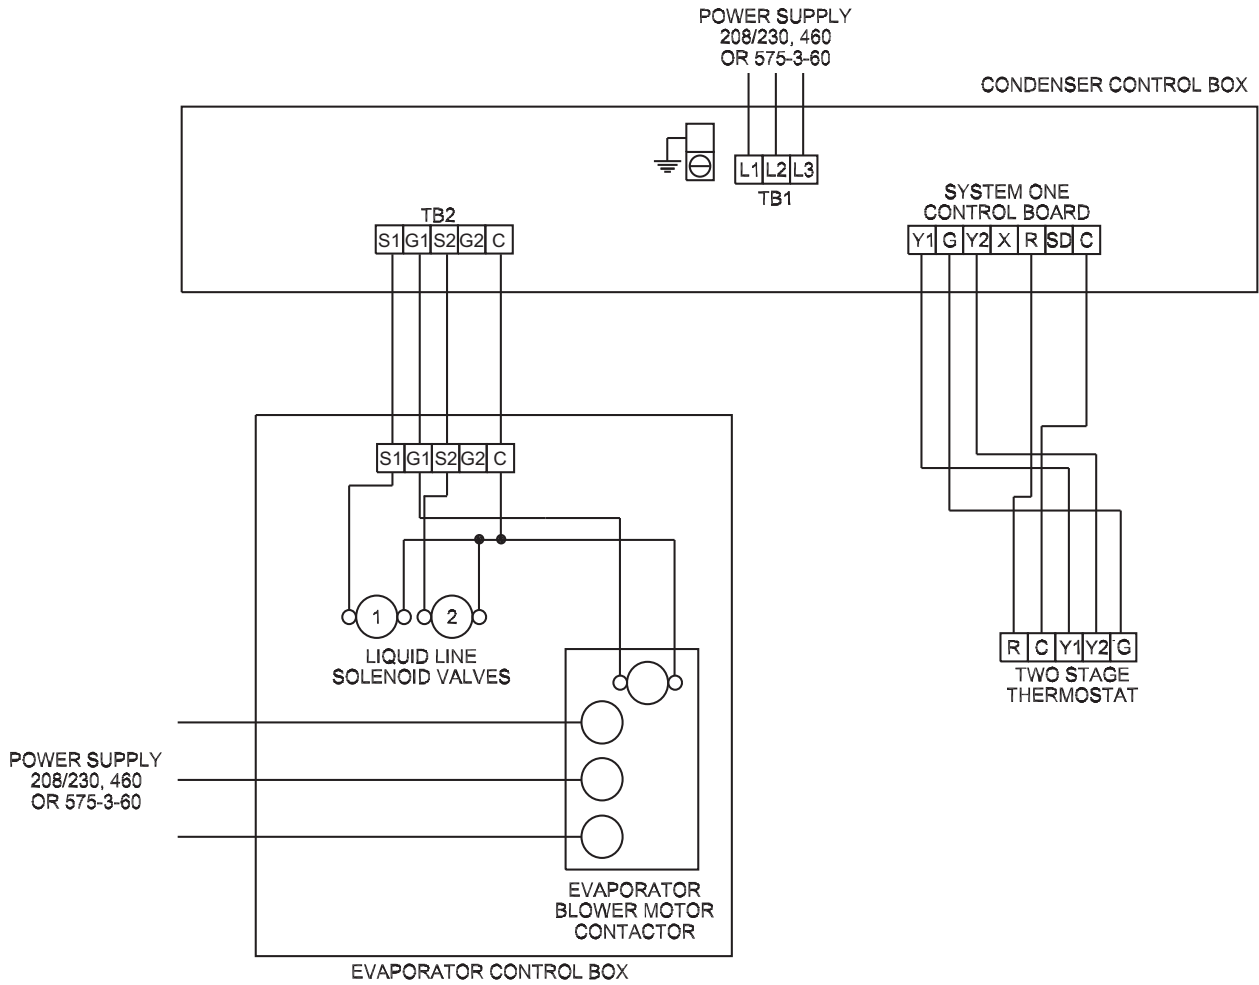 POWER SUPPLY
208/230, 460
OR 575-3-60
CONDENSER CONTROL BOX
L1 L2 L3
TB1
SYSTEM ONE
CONTROL BOARD
TB2
S1 G1 S2 G2 C
Y1 G Y2 X R SD C
S1 G1 S2 G2 C
1 2
LIQUID LINE
SOLENOID VALVES
R C Y1 Y2 G
TWO STAGE
THERMOSTAT
POWER SUPPLY
208/230, 460
OR 575-3-60
EVAPORATOR
BLOWER MOTOR
CONTACTOR
EVAPORATOR CONTROL BOX